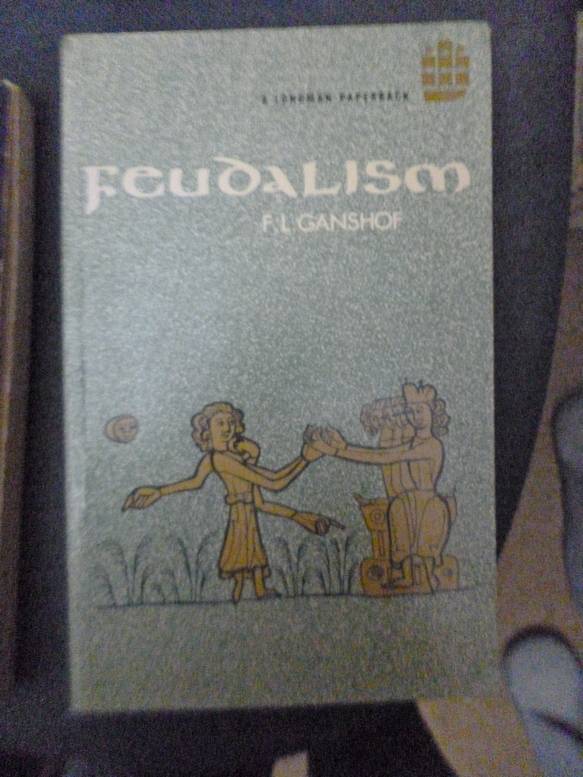 A LONGMAN PAPERBACK
FEUDALISM
F. L. GANSHOF